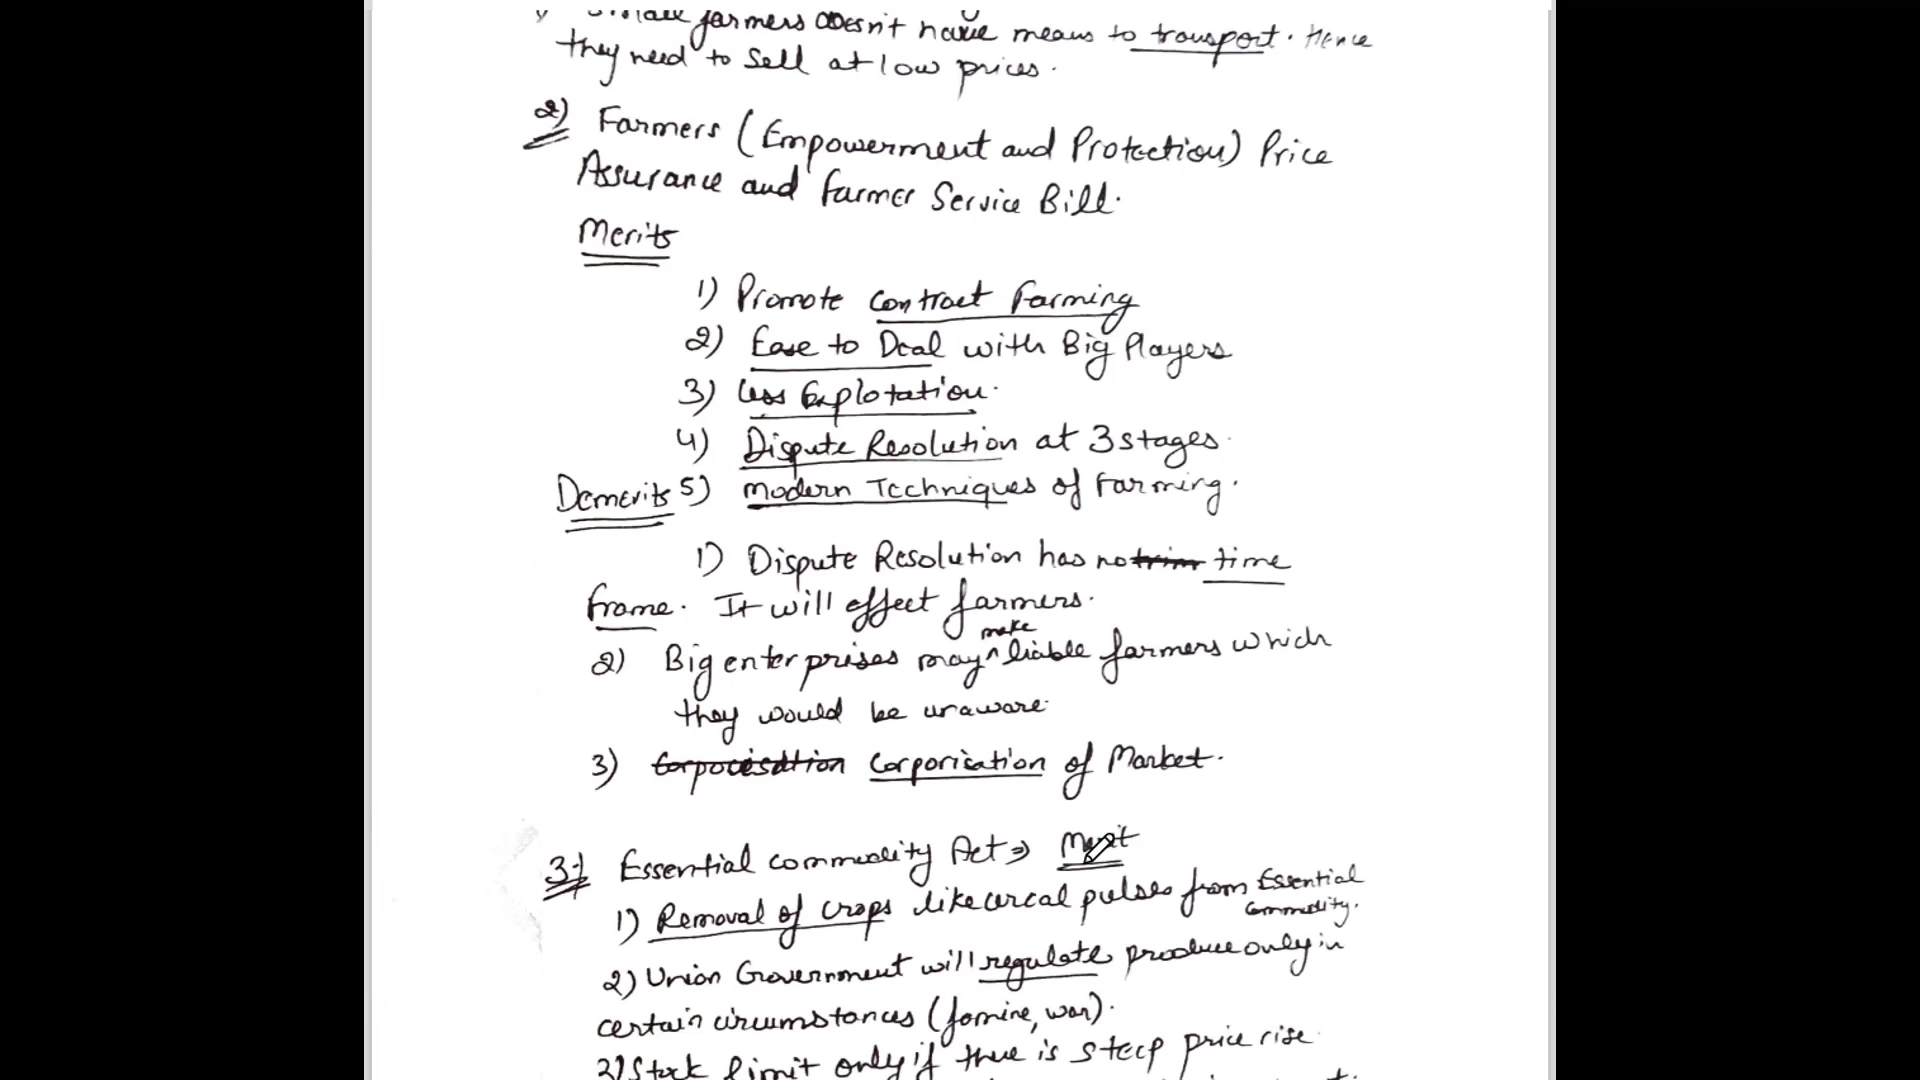 farmers doesn't have means to transport. Hence
they need to sell at low prices.
2) Farmers (Empowerment and Protection) Price
Assurance and Farmer Service Bill.
Merits
1) Promote contract Farming
2) Ease to Deal with Big Players
3) less Explotation.
4) Dispute Resolution at 3 stages.
Demerits 5) modern Techniques of Farming.
1) Dispute Resolution has no time
frame. It will effect farmers.
make
2) Big enterprises may ^ liable farmers which
they would be unaware.
3) Corporisation Corporisation of Market.
3) Essential commodity Act ⇒ Merit
1) Removal of crops like cereal pulses from Essential
commodity.
2) Union Government will regulate produce only in
certain circumstances (famine, war).
3) Stock limit only if there is steep price rise.